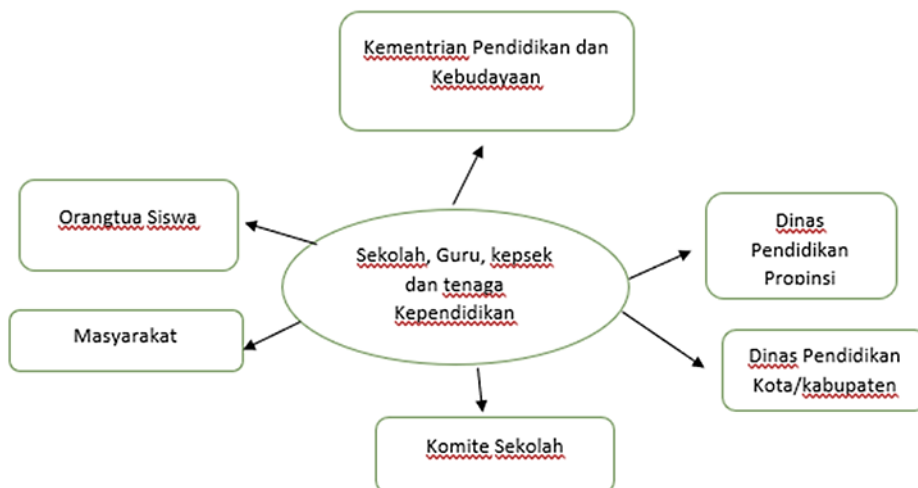 Kementrian Pendidikan dan
Kebudayaan
Orangtua Siswa
Dinas
Pendidikan
Propinsi
Sekolah, Guru, kepsek
dan tenaga
Kependidikan
Masyarakat
Dinas Pendidikan
Kota/kabupaten
Komite Sekolah